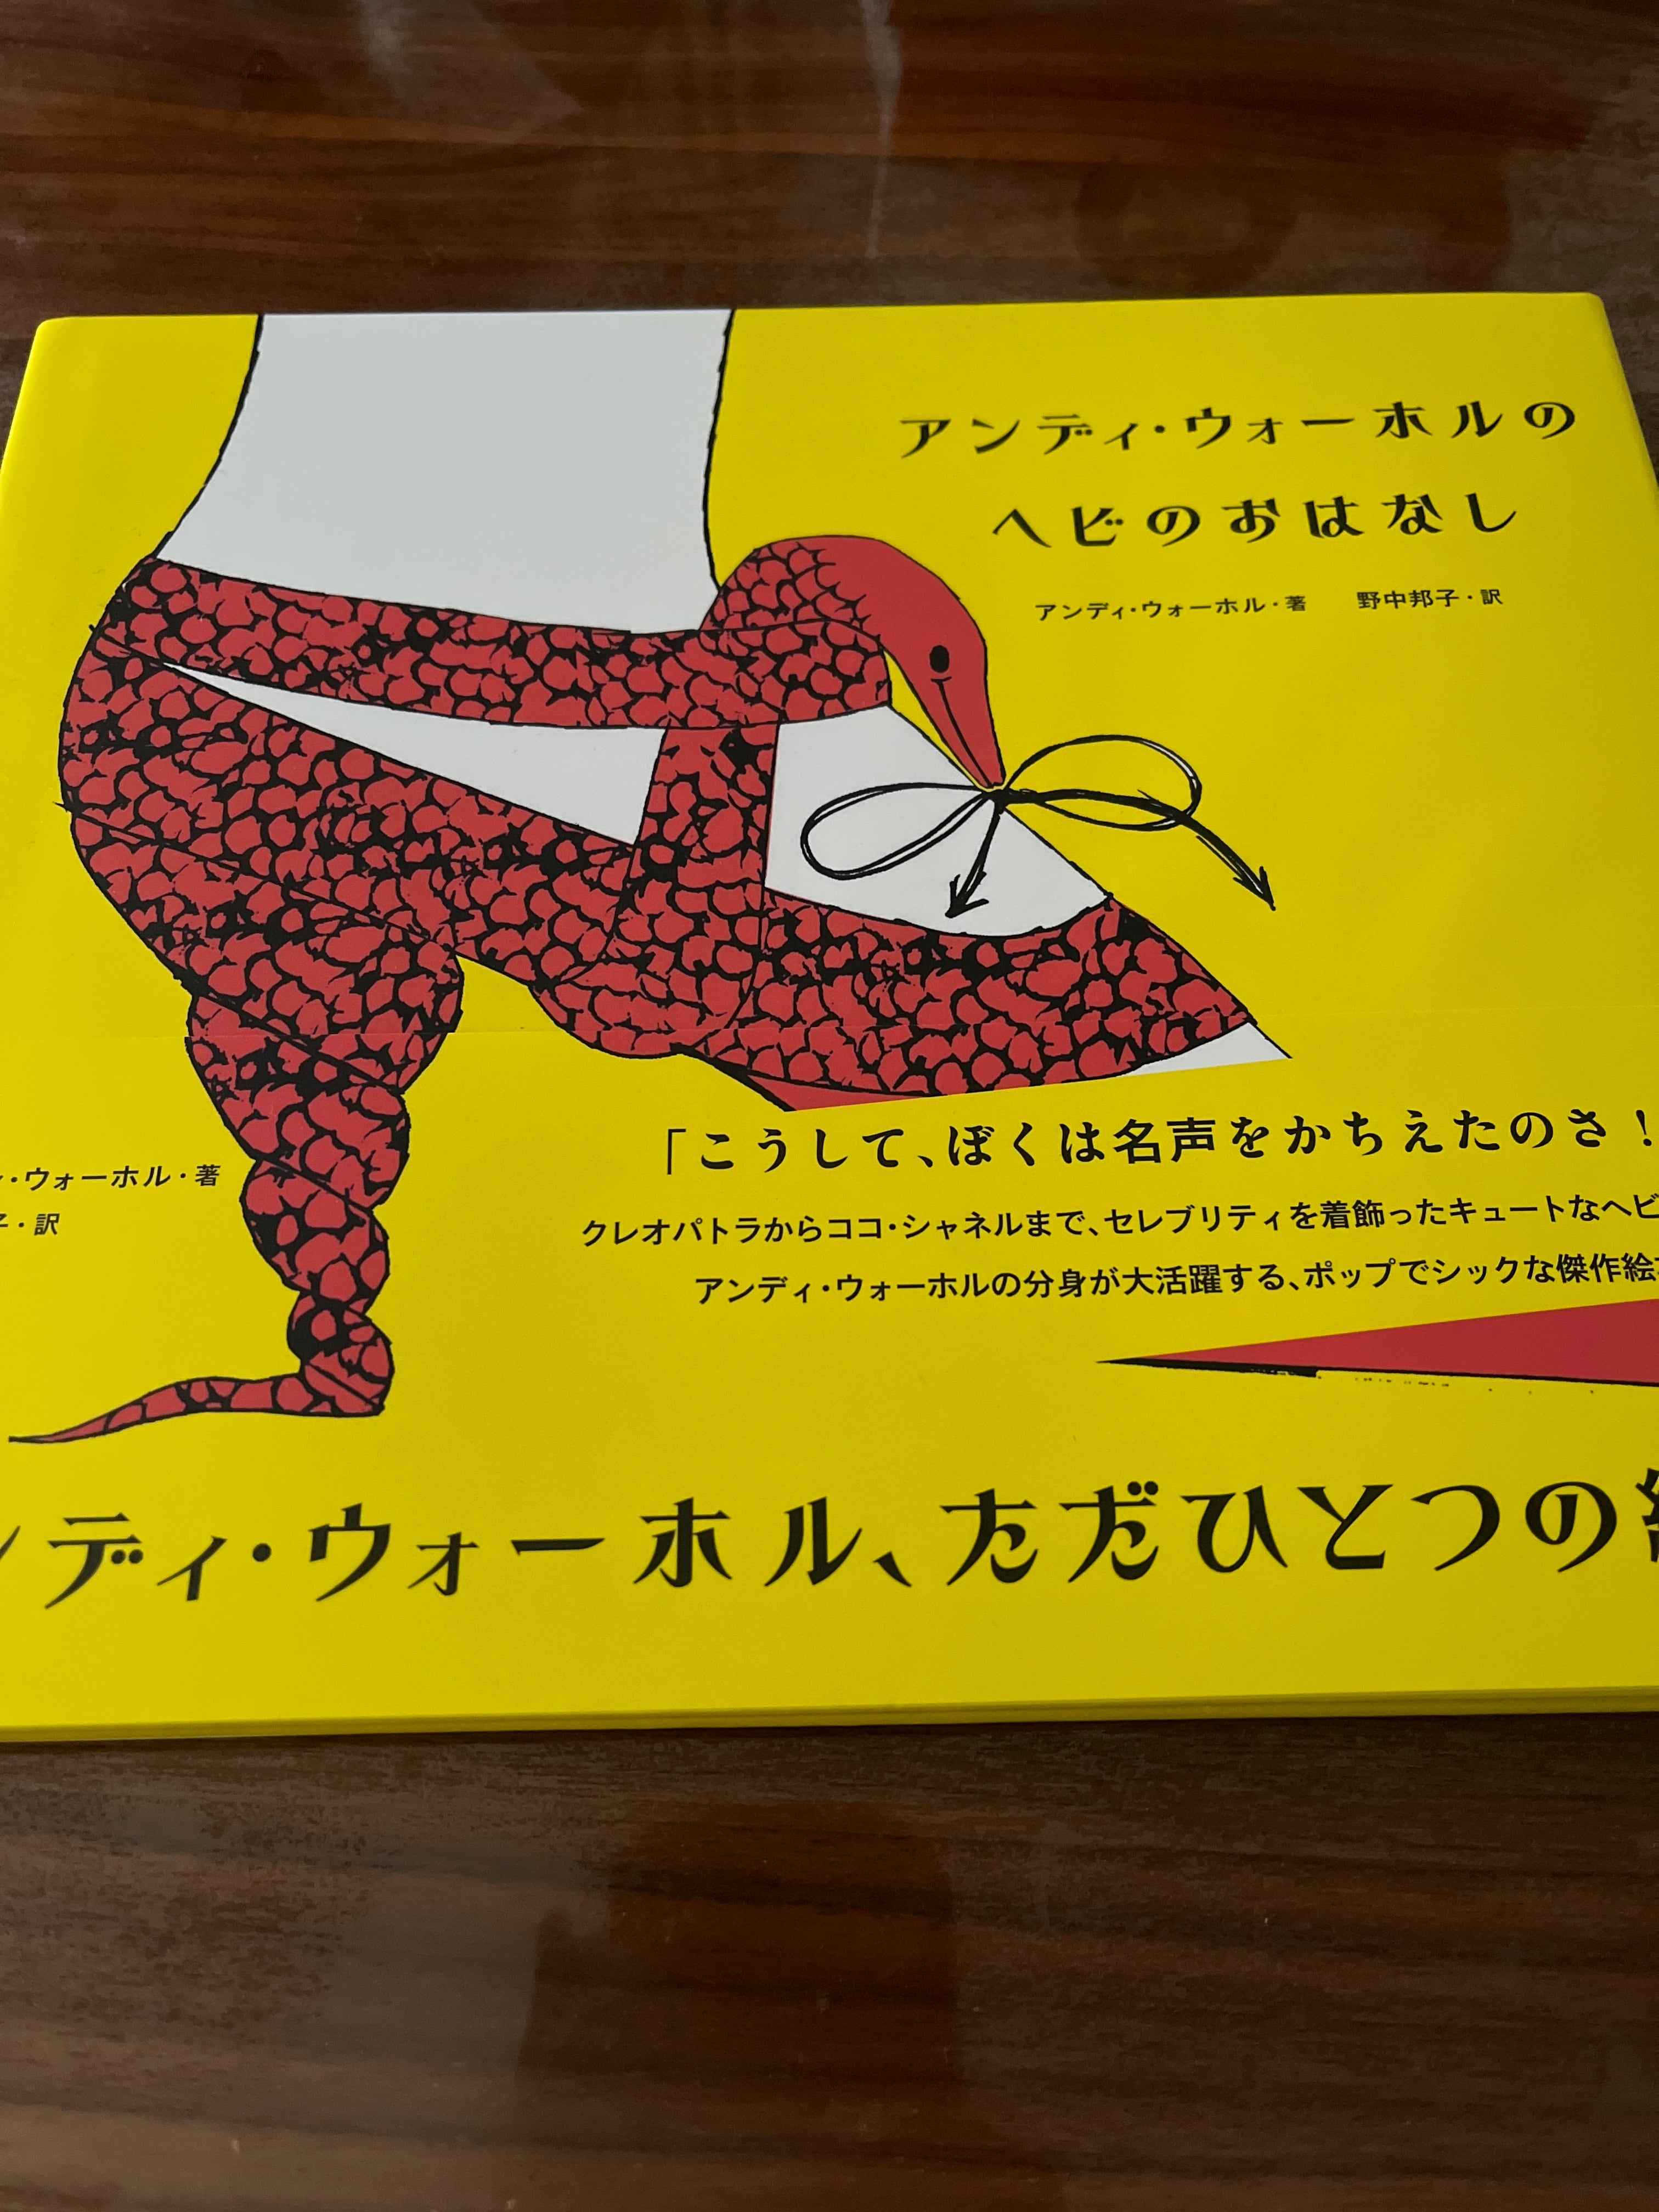 アンディ・ウォーホルの
ヘビのおはなし
アンディ・ウォーホル・著　野中邦子・訳
「こうして、ぼくは名声をかちえたのさ！
・ウォーホル・著
子・訳
クレオパトラからココ・シャネルまで、セレブリティを着飾ったキュートなヘビ
アンディ・ウォーホルの分身が大活躍する、ポップでシックな傑作絵
ンディ・ウォーホル、ただひとつの絵